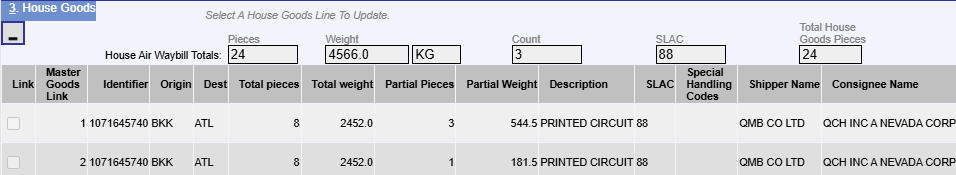 3. House Goods
Select A House Goods Line To Update.
Pieces Weight Count SLAC Total House Goods Pieces
House Air Waybill Totals: 24 4566.0 KG 3 88 24
Link Master Goods Link Identifier Origin Dest Total pieces Total weight Partial Pieces Partial Weight Description SLAC Special Handling Codes Shipper Name Consignee Name
1 1071645740 BKK ATL 8 2452.0 3 544.5 PRINTED CIRCUIT 88 QMB CO LTD QCH INC A NEVADA CORP
2 1071645740 BKK ATL 8 2452.0 1 181.5 PRINTED CIRCUIT 88 QMB CO LTD QCH INC A NEVADA CORP